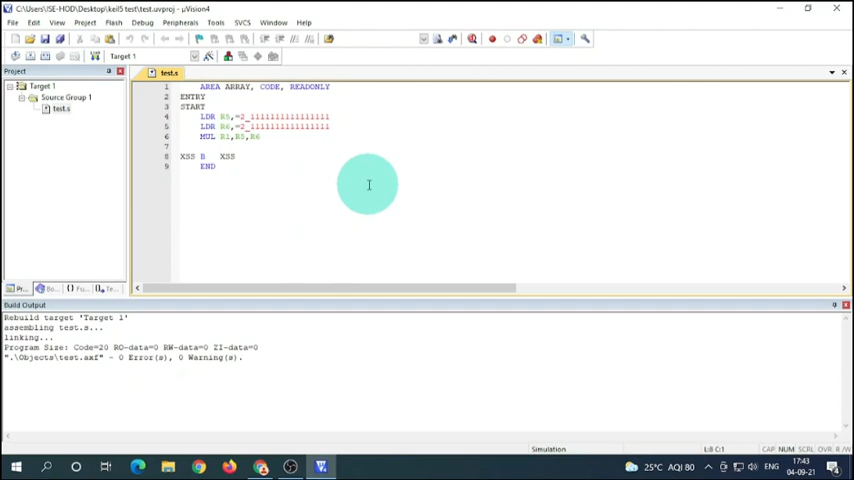 C:\Users\ISE-HOD\Desktop\keil5 test\test.uvproj - µVision4
File Edit View Project Flash Debug Peripherals Tools SVCS Window Help
Target 1
Project
test.s
Target 1
Source Group 1
test.s
1 AREA ARRAY, CODE, READONLY
2 ENTRY
3 START
4 LDR R5,=2_1111111111111111
5 LDR R6,=2_1111111111111111
6 MUL R1,R5,R6
7
8 XSS B XSS
9 END
Pr... Bo... {} Fu... Te...
Build Output
Rebuild target 'Target 1'
assembling test.s...
linking...
Program Size: Code=20 RO-data=0 RW-data=0 ZI-data=0
".\Objects\test.axf" - 0 Error(s), 0 Warning(s).
Simulation L:8 C:1 CAP NUM SCRL OVR R/W
25°C AQI 80 ENG 17:43 04-09-21 4